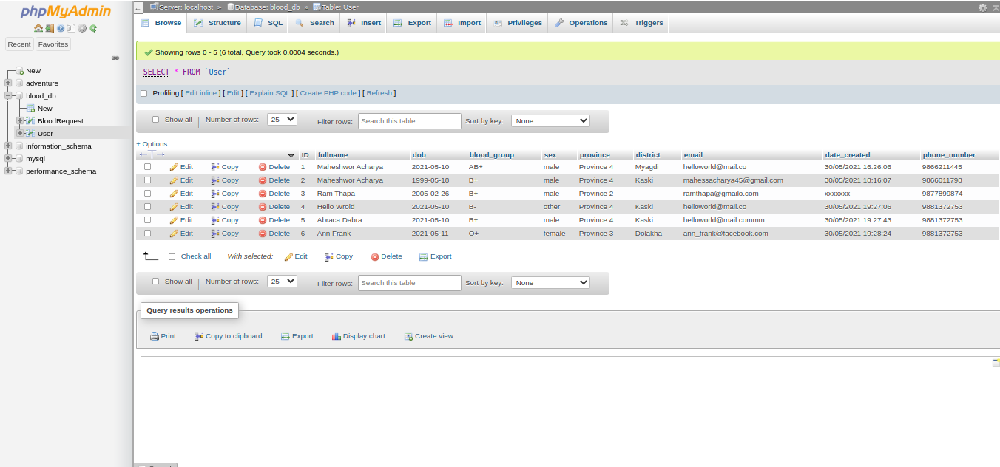 phpMyAdmin
Recent Favorites
New
adventure
blood_db
New
BloodRequest
User
information_schema
mysql
performance_schema
Server: localhost » Database: blood_db » Table: User
Browse Structure SQL Search Insert Export Import Privileges Operations Triggers
Showing rows 0 - 5 (6 total, Query took 0.0004 seconds.)
SELECT * FROM `User`
Profiling [ Edit inline ] [ Edit ] [ Explain SQL ] [ Create PHP code ] [ Refresh ]
Show all | Number of rows: 25 Filter rows: Search this table Sort by key: None
+ Options
←T→ ID fullname dob blood_group sex province district email date_created phone_number
Edit Copy Delete 1 Maheshwor Acharya 2021-05-10 AB+ male Province 4 Myagdi helloworld@mail.co 30/05/2021 16:26:06 9866211445
Edit Copy Delete 2 Maheshwor Acharya 1999-05-18 B+ male Province 4 Kaski mahessacharya45@gmail.com 30/05/2021 18:16:07 9866011798
Edit Copy Delete 3 Ram Thapa 2005-02-26 B+ male Province 2 ramthapa@gmailo.com xxxxxxx 9877899874
Edit Copy Delete 4 Hello Wrold 2021-05-10 B- other Province 4 Kaski helloworld@mail.co 30/05/2021 19:27:06 9881372753
Edit Copy Delete 5 Abraca Dabra 2021-05-10 B+ male Province 4 Kaski helloworld@mail.commm 30/05/2021 19:27:43 9881372753
Edit Copy Delete 6 Ann Frank 2021-05-11 O+ female Province 3 Dolakha ann_frank@facebook.com 30/05/2021 19:28:24 9881372753
Check all With selected: Edit Copy Delete Export
Show all | Number of rows: 25 Filter rows: Search this table Sort by key: None
Query results operations
Print Copy to clipboard Export Display chart Create view